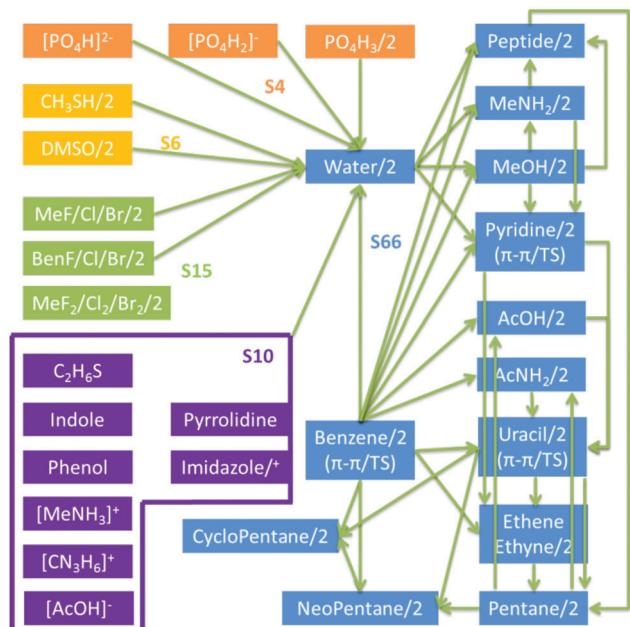 [PO₄H]²⁻
[PO₄H₂]⁻
PO₄H₃/2
Peptide/2
S4
CH₃SH/2
MeNH₂/2
S6
DMSO/2
Water/2
MeOH/2
MeF/Cl/Br/2
S66
Pyridine/2
(π-π/TS)
BenF/Cl/Br/2
S15
MeF₂/Cl₂/Br₂/2
AcOH/2
S10
C₂H₆S
AcNH₂/2
Indole
Pyrrolidine
Benzene/2
(π-π/TS)
Uracil/2
(π-π/TS)
Phenol
Imidazole/⁺
[MeNH₃]⁺
Ethene
Ethyne/2
CycloPentane/2
[CN₃H₆]⁺
[AcOH]⁻
NeoPentane/2
Pentane/2